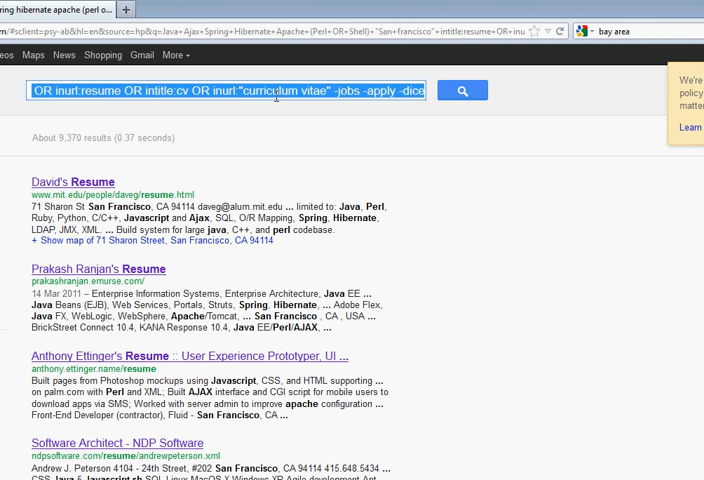 ring hibernate apache (perl o...
m/#sclient=psy-ab&hl=en&source=hp&q=Java+Ajax+Spring+Hibernate+Apache+(Perl+OR+Shell)+"San+francisco"+intitle:resume+OR+inu
bay area
eos Maps News Shopping Gmail More
OR inurl:resume OR intitle:cv OR inurl:"curriculum vitae" -jobs -apply -dice
We're
policy
matte
Learn
About 9,370 results (0.37 seconds)
David's Resume
www.mit.edu/people/daveg/resume.html
71 Sharon St San Francisco, CA 94114 daveg@alum.mit.edu ... limited to: Java, Perl,
Ruby, Python, C/C++, Javascript and Ajax, SQL, O/R Mapping, Spring, Hibernate,
LDAP, JMX, XML. ... Build system for large java, C++, and perl codebase.
+ Show map of 71 Sharon Street, San Francisco, CA 94114
Prakash Ranjan's Resume
prakashranjan.emurse.com/
14 Mar 2011 – Enterprise Information Systems, Enterprise Architecture, Java EE ...
Java Beans (EJB), Web Services, Portals, Struts, Spring, Hibernate ... Adobe Flex,
Java FX, WebLogic, WebSphere, Apache/Tomcat, ... San Francisco , CA , USA ...
BrickStreet Connect 10.4, KANA Response 10.4, Java EE/Perl/AJAX, ...
Anthony Ettinger's Resume :: User Experience Prototyper, UI ...
anthony.ettinger.name/resume
Built pages from Photoshop mockups using Javascript, CSS, and HTML supporting ...
on palm.com with Perl and XML; Built AJAX interface and CGI script for mobile users to
download apps via SMS; Worked with server admin to improve apache configuration ...
Front-End Developer (contractor), Fluid - San Francisco, CA ...
Software Architect - NDP Software
ndpsoftware.com/resume/andrewpeterson.xml
Andrew J. Peterson 4104 - 24th Street, #202 San Francisco, CA 94114 415.648.5434 ...
CSS, Java 5, Javascript, sh, SQL, Linux, MacOS X, Windows XP, Agile development, Ant